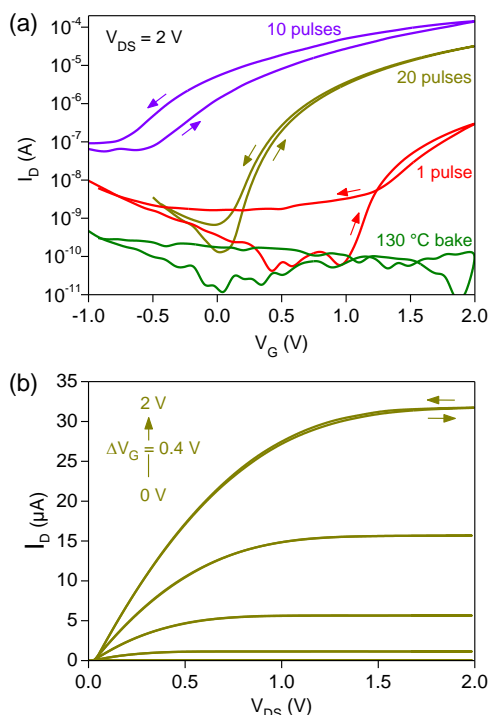 (a)
V_DS = 2 V
10 pulses
20 pulses
1 pulse
130 °C bake
10⁻⁴
10⁻⁵
10⁻⁶
10⁻⁷
10⁻⁸
10⁻⁹
10⁻¹⁰
10⁻¹¹
I_D (A)
-1.0 -0.5 0.0 0.5 1.0 1.5 2.0
V_G (V)
(b)
2 V
ΔV_G = 0.4 V
0 V
35
30
25
20
15
10
5
0
I_D (µA)
0 0.5 1.0 1.5 2.0
V_DS (V)